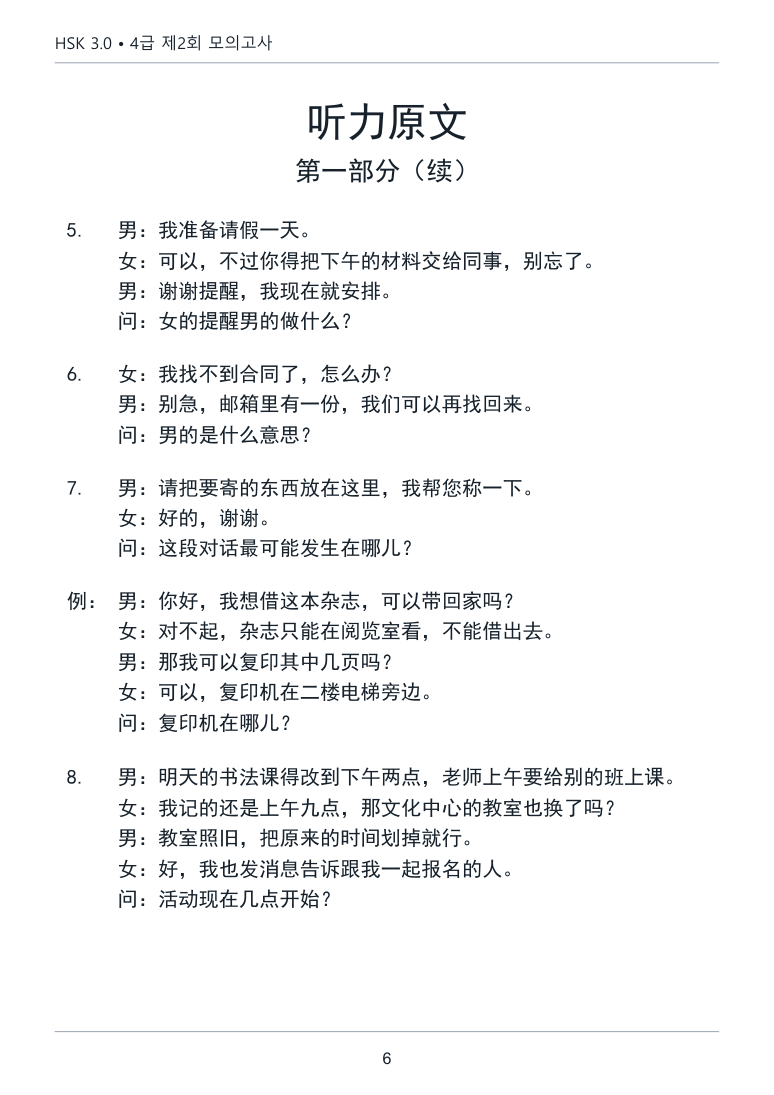 HSK 3.0 • 4급 제2회 모의고사
听力原文
第一部分（续）
5. 男：我准备请假一天。
女：可以，不过你得把下午的材料交给同事，别忘了。
男：谢谢提醒，我现在就安排。
问：女的提醒男的做什么？
6. 女：我找不到合同了，怎么办？
男：别急，邮箱里有一份，我们可以再找回来。
问：男的是什么意思？
7. 男：请把要寄的东西放在这里，我帮您称一下。
女：好的，谢谢。
问：这段对话最可能发生在哪儿？
例： 男：你好，我想借这本杂志，可以带回家吗？
女：对不起，杂志只能在阅览室看，不能借出去。
男：那我可以复印其中几页吗？
女：可以，复印机在二楼电梯旁边。
问：复印机在哪儿？
8. 男：明天的书法课得改到下午两点，老师上午要给别的班上课。
女：我记的还是上午九点，那文化中心的教室也换了吗？
男：教室照旧，把原来的时间划掉就行。
女：好，我也发消息告诉跟我一起报名的人。
问：活动现在几点开始？
6